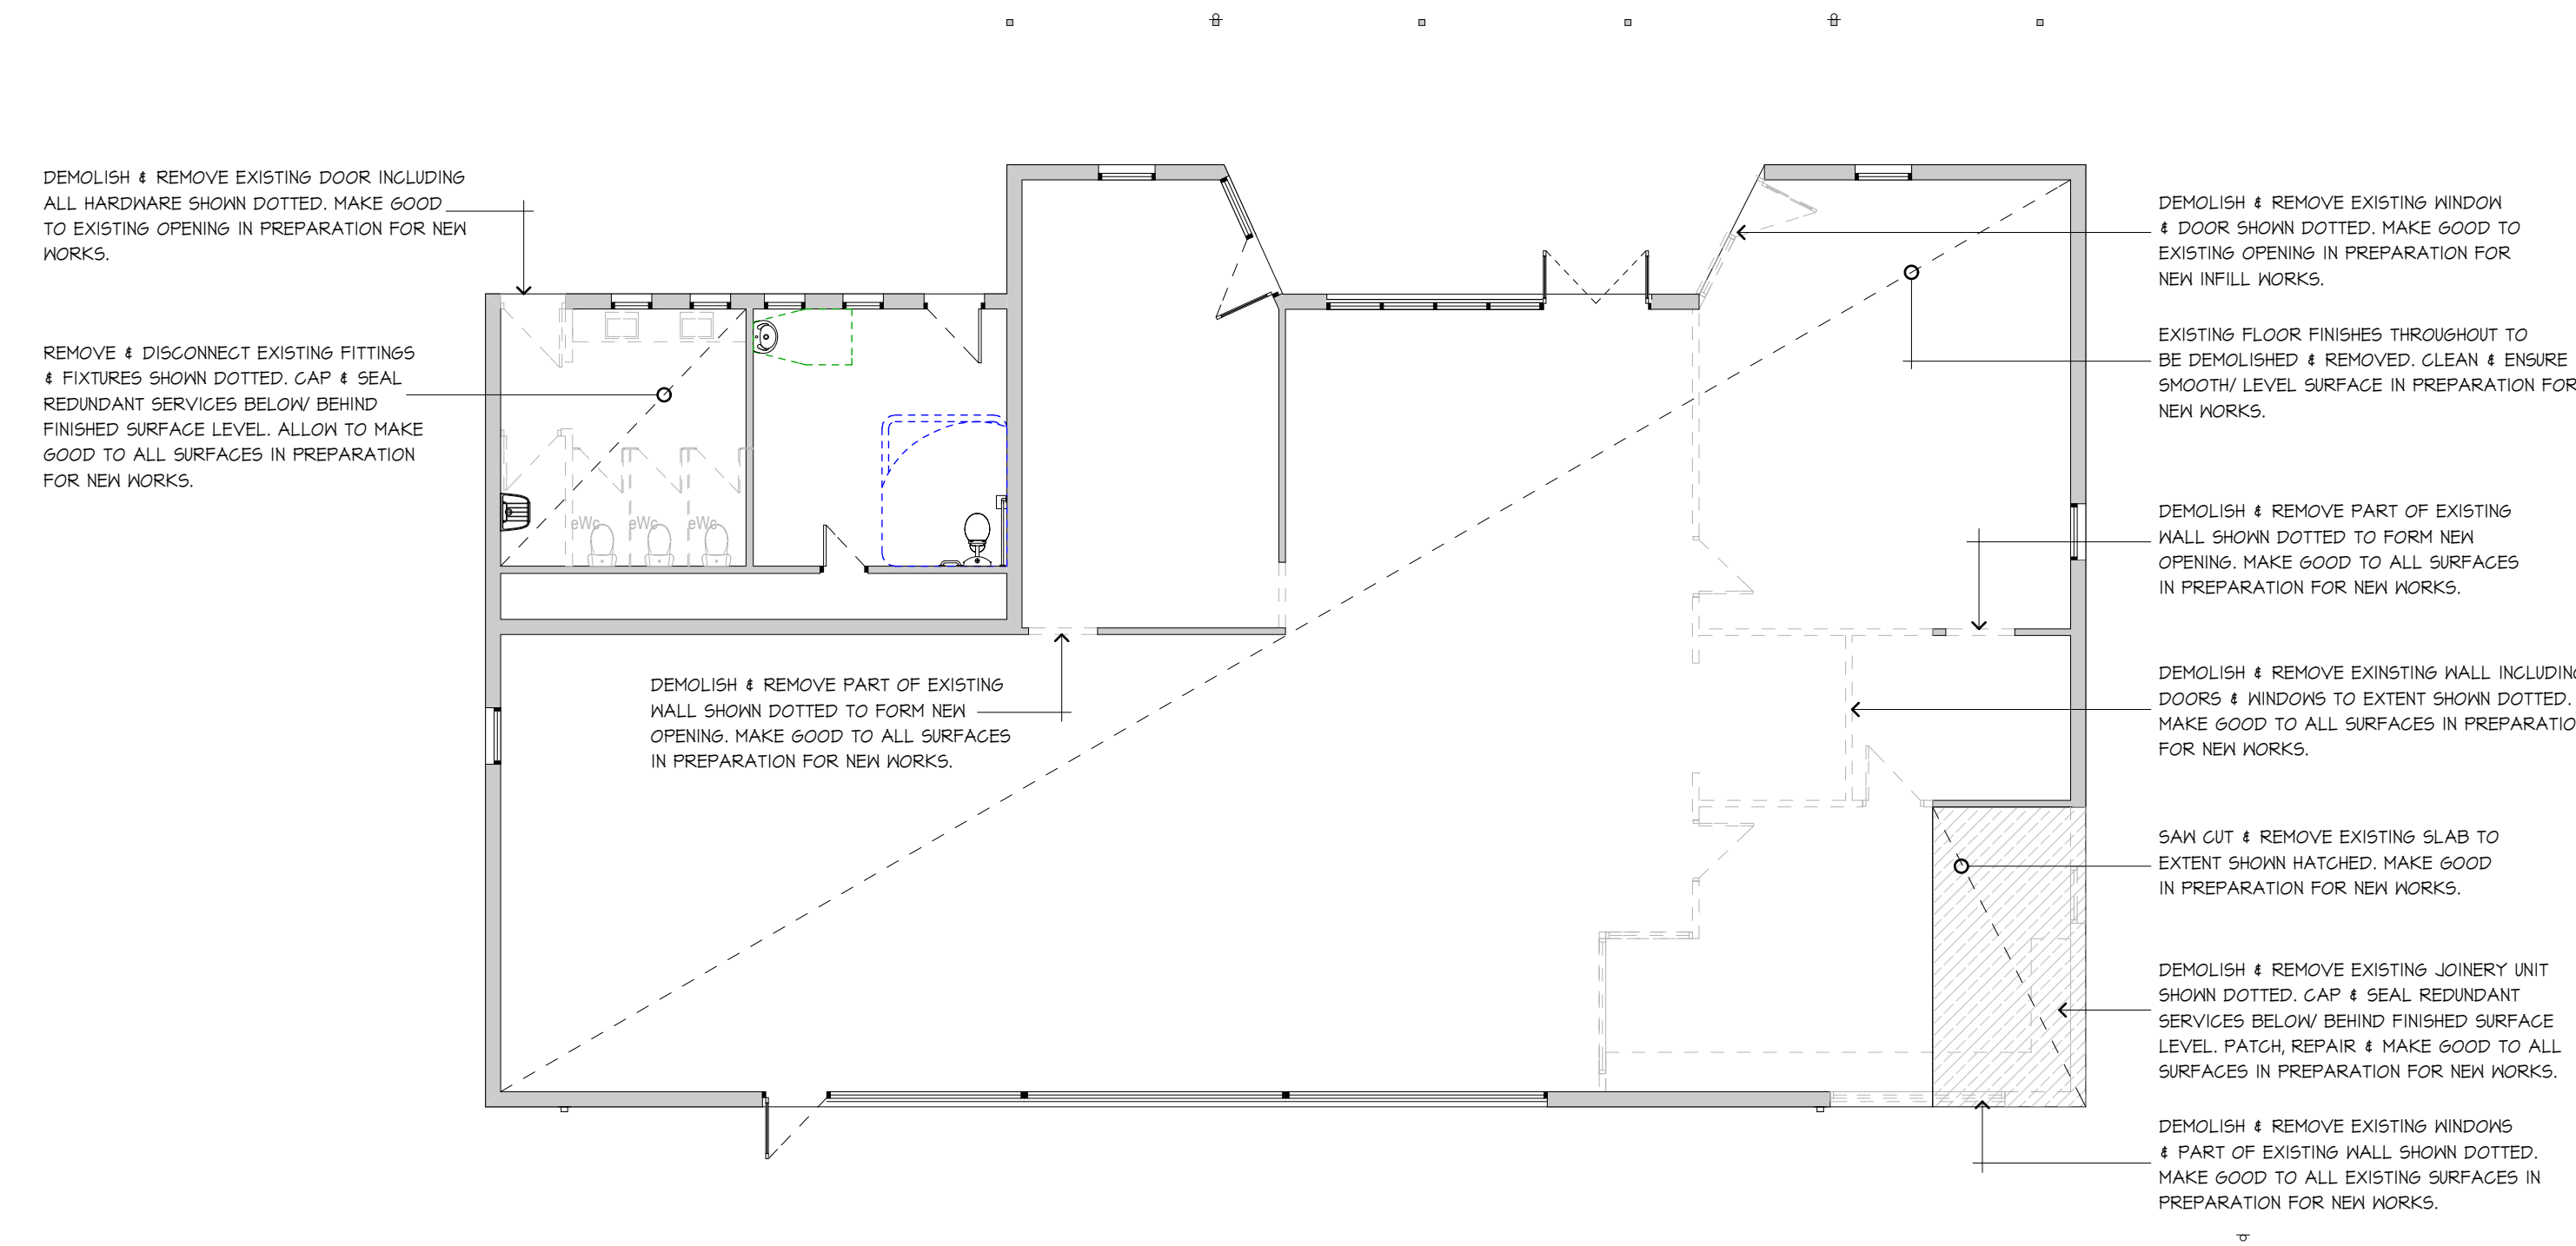 DEMOLISH & REMOVE EXISTING DOOR INCLUDING
ALL HARDWARE SHOWN DOTTED. MAKE GOOD
TO EXISTING OPENING IN PREPARATION FOR NEW
WORKS.
REMOVE & DISCONNECT EXISTING FITTINGS
& FIXTURES SHOWN DOTTED. CAP & SEAL
REDUNDANT SERVICES BELOW/ BEHIND
FINISHED SURFACE LEVEL. ALLOW TO MAKE
GOOD TO ALL SURFACES IN PREPARATION
FOR NEW WORKS.
eWc eWc eWc
DEMOLISH & REMOVE PART OF EXISTING
WALL SHOWN DOTTED TO FORM NEW
OPENING. MAKE GOOD TO ALL SURFACES
IN PREPARATION FOR NEW WORKS.
DEMOLISH & REMOVE EXISTING WINDOW
& DOOR SHOWN DOTTED. MAKE GOOD TO
EXISTING OPENING IN PREPARATION FOR
NEW INFILL WORKS.
EXISTING FLOOR FINISHES THROUGHOUT TO
BE DEMOLISHED & REMOVED. CLEAN & ENSURE
SMOOTH/ LEVEL SURFACE IN PREPARATION FOR
NEW WORKS.
DEMOLISH & REMOVE PART OF EXISTING
WALL SHOWN DOTTED TO FORM NEW
OPENING. MAKE GOOD TO ALL SURFACES
IN PREPARATION FOR NEW WORKS.
DEMOLISH & REMOVE EXINSTING WALL INCLUDING
DOORS & WINDOWS TO EXTENT SHOWN DOTTED.
MAKE GOOD TO ALL SURFACES IN PREPARATIO
FOR NEW WORKS.
SAW CUT & REMOVE EXISTING SLAB TO
EXTENT SHOWN HATCHED. MAKE GOOD
IN PREPARATION FOR NEW WORKS.
DEMOLISH & REMOVE EXISTING JOINERY UNIT
SHOWN DOTTED. CAP & SEAL REDUNDANT
SERVICES BELOW/ BEHIND FINISHED SURFACE
LEVEL. PATCH, REPAIR & MAKE GOOD TO ALL
SURFACES IN PREPARATION FOR NEW WORKS.
DEMOLISH & REMOVE EXISTING WINDOWS
& PART OF EXISTING WALL SHOWN DOTTED.
MAKE GOOD TO ALL EXISTING SURFACES IN
PREPARATION FOR NEW WORKS.